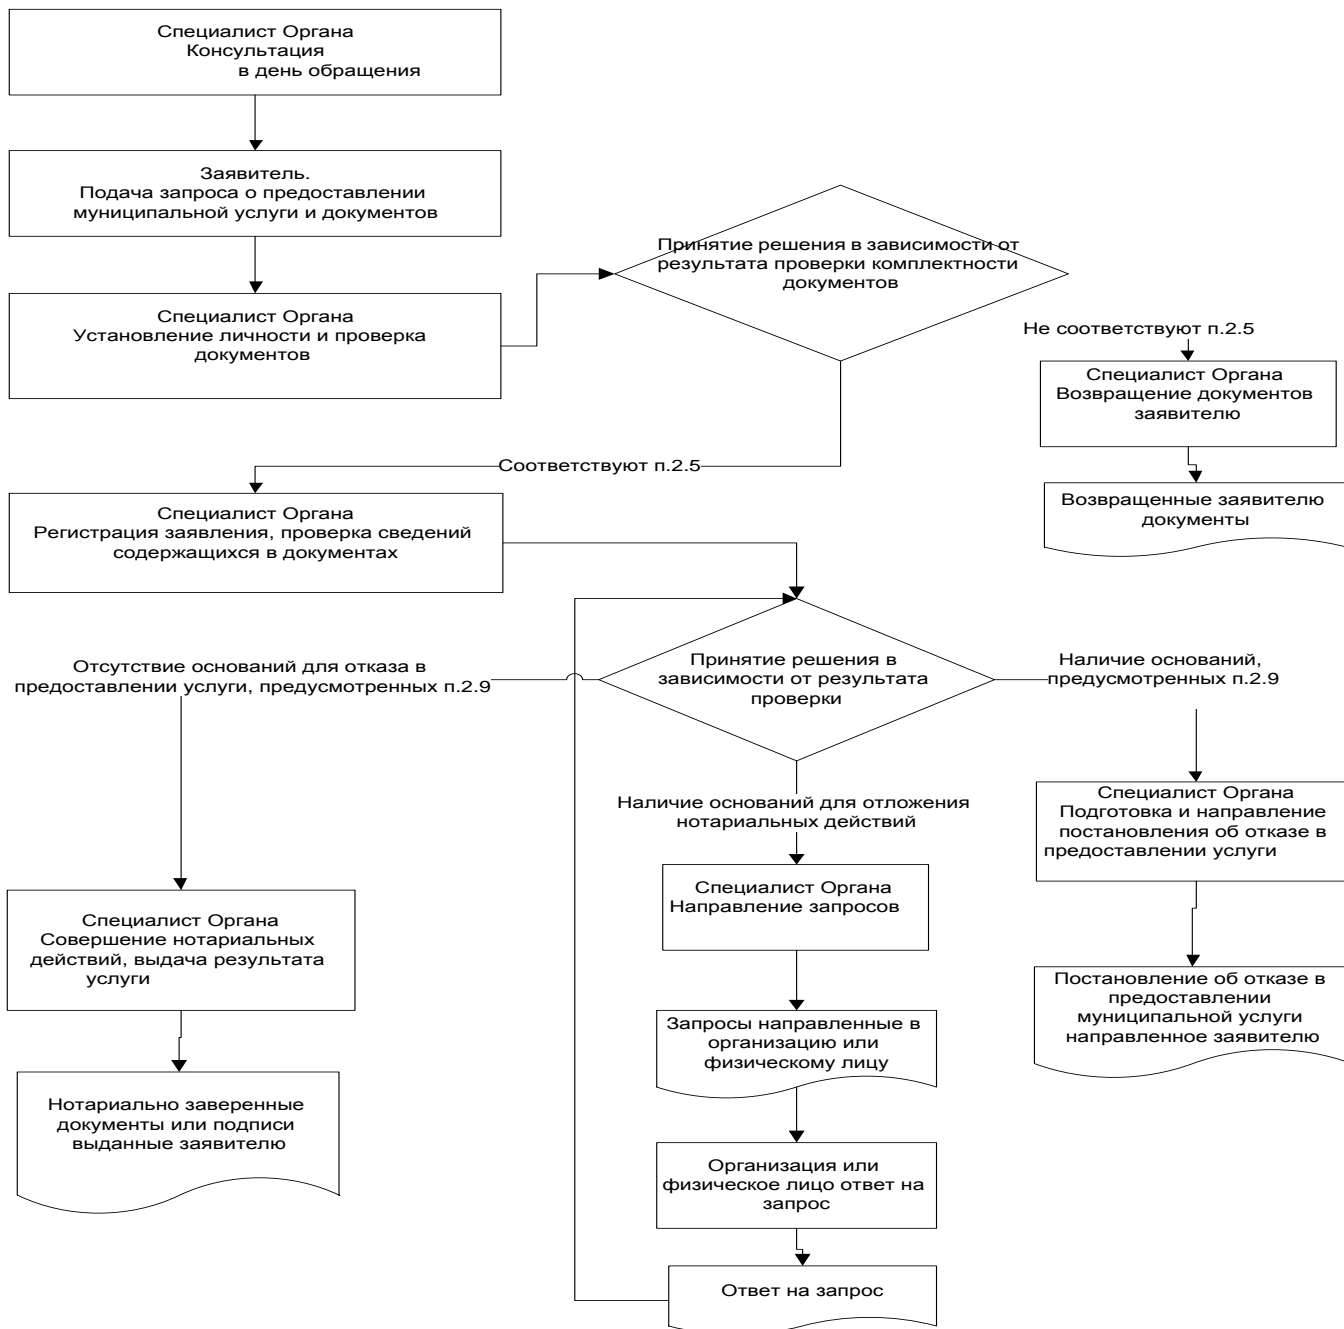 Специалист Органа
Консультация
в день обращения
Заявитель.
Подача запроса о предоставлении
муниципальной услуги и документов
Специалист Органа
Установление личности и проверка
документов
Принятие решения в зависимости от
результата проверки комплектности
документов
Не соответствуют п.2.5
Специалист Органа
Возвращение документов
заявителю
Возвращенные заявителю
документы
Соответствуют п.2.5
Специалист Органа
Регистрация заявления, проверка сведений
содержащихся в документах
Принятие решения в
зависимости от результата
проверки
Отсутствие оснований для отказа в
предоставлении услуги, предусмотренных п.2.9
Наличие оснований,
предусмотренных п.2.9
Наличие оснований для отложения
нотариальных действий
Специалист Органа
Подготовка и направление
постановления об отказе в
предоставлении услуги
Специалист Органа
Направление запросов
Специалист Органа
Совершение нотариальных
действий, выдача результата
услуги
Постановление об отказе в
предоставлении
муниципальной услуги
направленное заявителю
Запросы направленные в
организацию или
физическому лицу
Нотариально заверенные
документы или подписи
выданные заявителю
Организация или
физическое лицо ответ на
запрос
Ответ на запрос